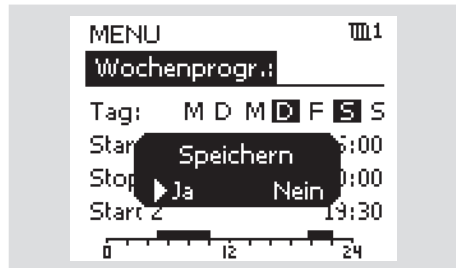 MENU 1
Wochenprogr.:
Tag: M D M D F S S
Speichern
Ja Nein
Start 2 19:30
0 12 24